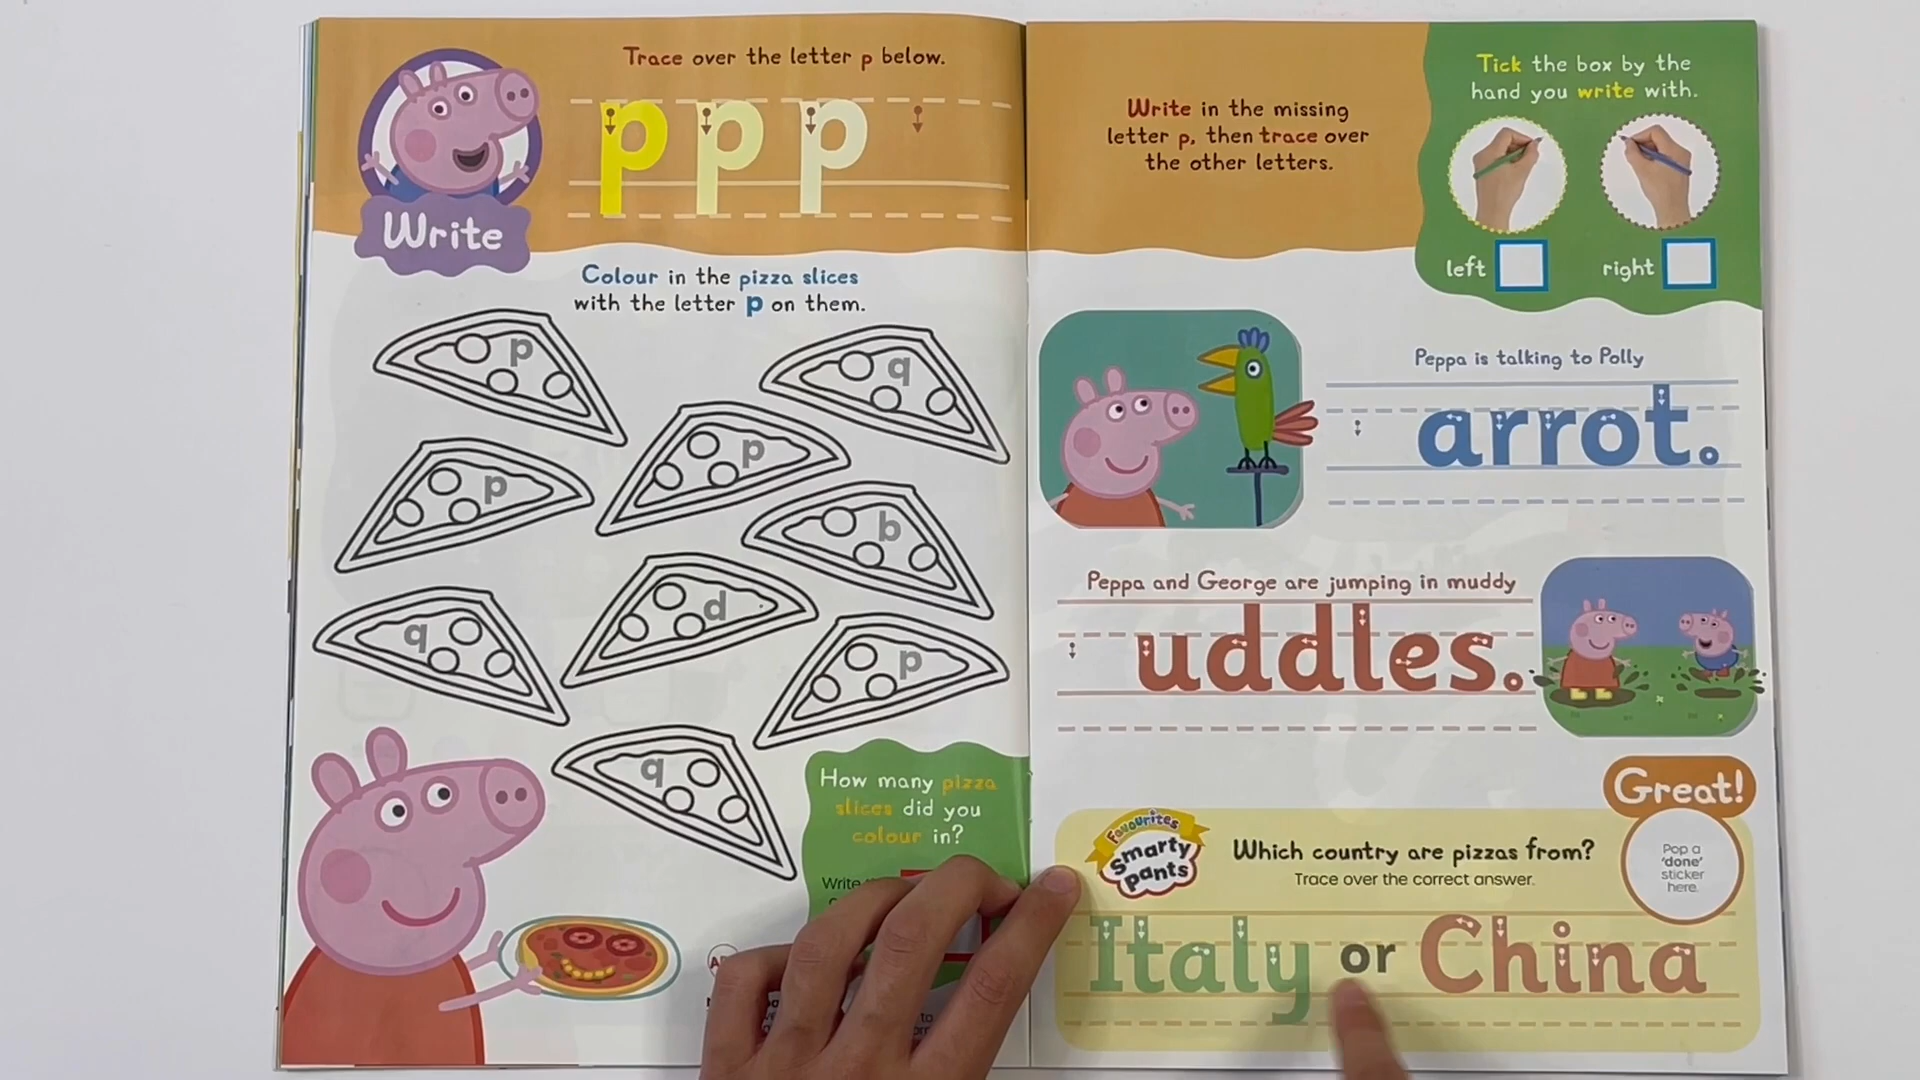 Trace over the letter p below.
p p p
Write
Colour in the pizza slices
with the letter p on them.
p
q
p
p
b
d
q
p
q
How many pizza
slices did you
colour in?
Write
Write in the missing
letter p, then trace over
the other letters.
Tick the box by the
hand you write with.
left
right
Peppa is talking to Polly
arrot.
Peppa and George are jumping in muddy
uddles.
Great!
Pop a
'done'
sticker
here.
Favourites
Smarty
pants
Which country are pizzas from?
Trace over the correct answer.
Italy or China